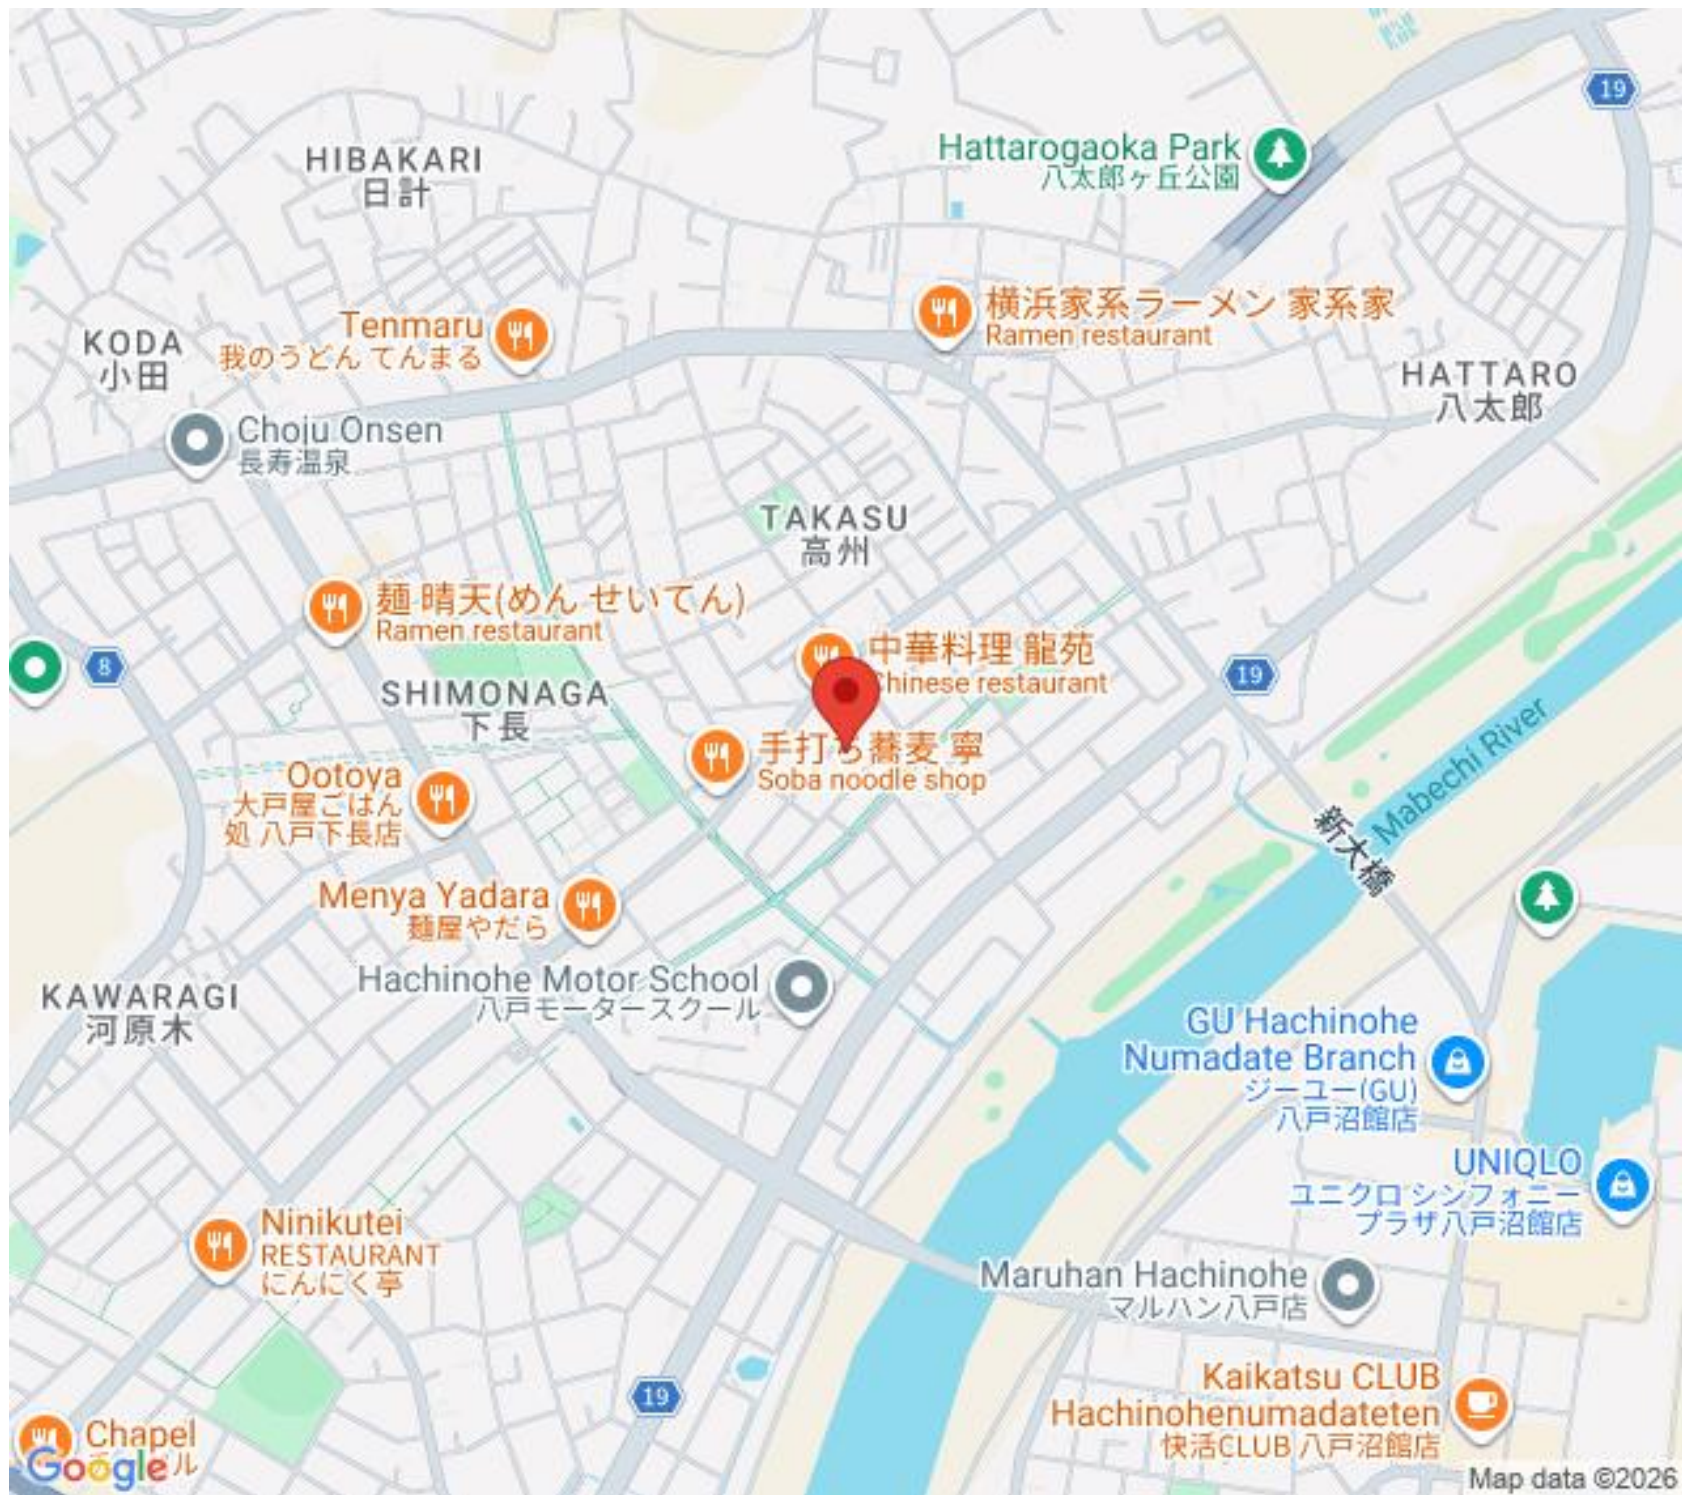 19
Hattarogaoka Park
八太郎ヶ丘公園
HIBAKARI
日計
横浜家系ラーメン 家系家
Ramen restaurant
Tenmaru
我のうどん てんまる
KODA
小田
HATTARO
八太郎
Choju Onsen
長寿温泉
TAKASU
高州
麺 晴天(めん せいてん)
Ramen restaurant
中華料理 龍苑
Chinese restaurant
8
19
SHIMONAGA
下長
手打ち蕎麦 寧
Soba noodle shop
Mabechi River
新大橋
Ootoya
大戸屋ごはん
処 八戸下長店
Menya Yadara
麺屋やだら
Hachinohe Motor School
八戸モータースクール
KAWARAGI
河原木
GU Hachinohe
Numadate Branch
ジーユー(GU)
八戸沼館店
UNIQLO
ユニクロ シンフォニー
プラザ八戸沼館店
Ninikutei
RESTAURANT
にんにく亭
Maruhan Hachinohe
マルハン八戸店
19
Kaikatsu CLUB
Hachinohenumadateten
快活CLUB 八戸沼館店
Chapel
ル
Google
Map data ©2026